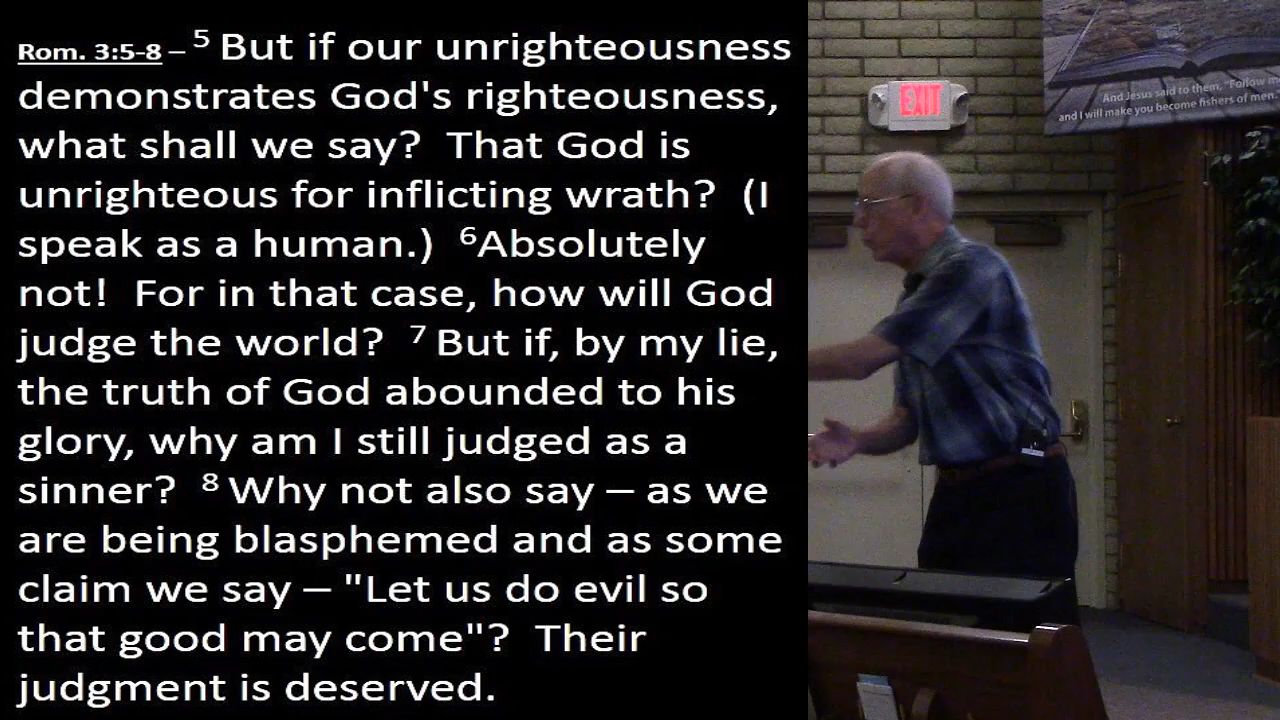 Rom. 3:5-8 – ⁵ But if our unrighteousness
demonstrates God's righteousness,
what shall we say? That God is
unrighteous for inflicting wrath? (I
speak as a human.) ⁶Absolutely
not! For in that case, how will God
judge the world? ⁷ But if, by my lie,
the truth of God abounded to his
glory, why am I still judged as a
sinner? ⁸ Why not also say – as we
are being blasphemed and as some
claim we say – "Let us do evil so
that good may come"? Their
judgment is deserved.
EXIT
And Jesus said to them, "Follow
and I will make you become fishers of men."